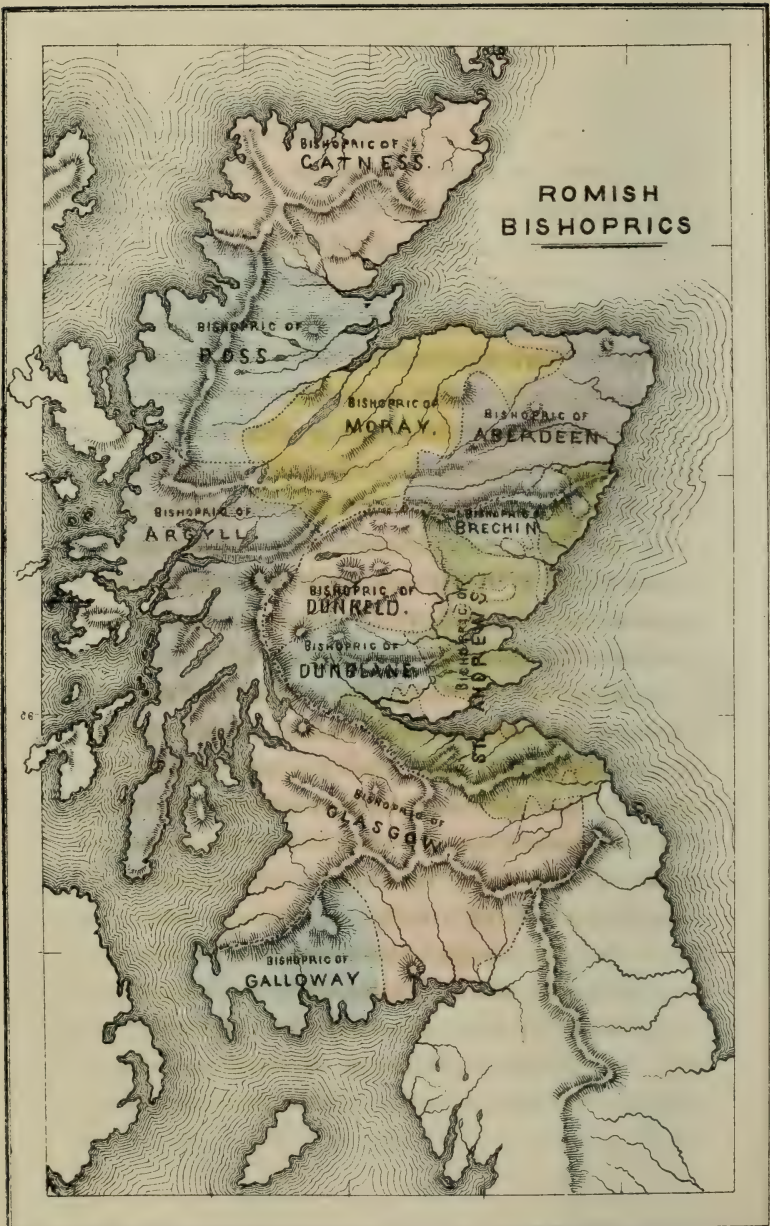 ROMISH
BISHOPRICS
BISHOPRIC OF
CATNESS.
BISHOPRIC OF
ROSS
BISHOPRIC OF
MORAY.
BISHOPRIC OF
ABERDEEN
BISHOPRIC OF
ARGYLL.
BISHOPRIC OF
BRECHIN
BISHOPRIC OF
DUNKELD.
BISHOPRIC OF
DUNBLANE
BISHOPRIC OF
ST ANDREWS
56
BISHOPRIC OF
GLASGOW
BISHOPRIC OF
GALLOWAY